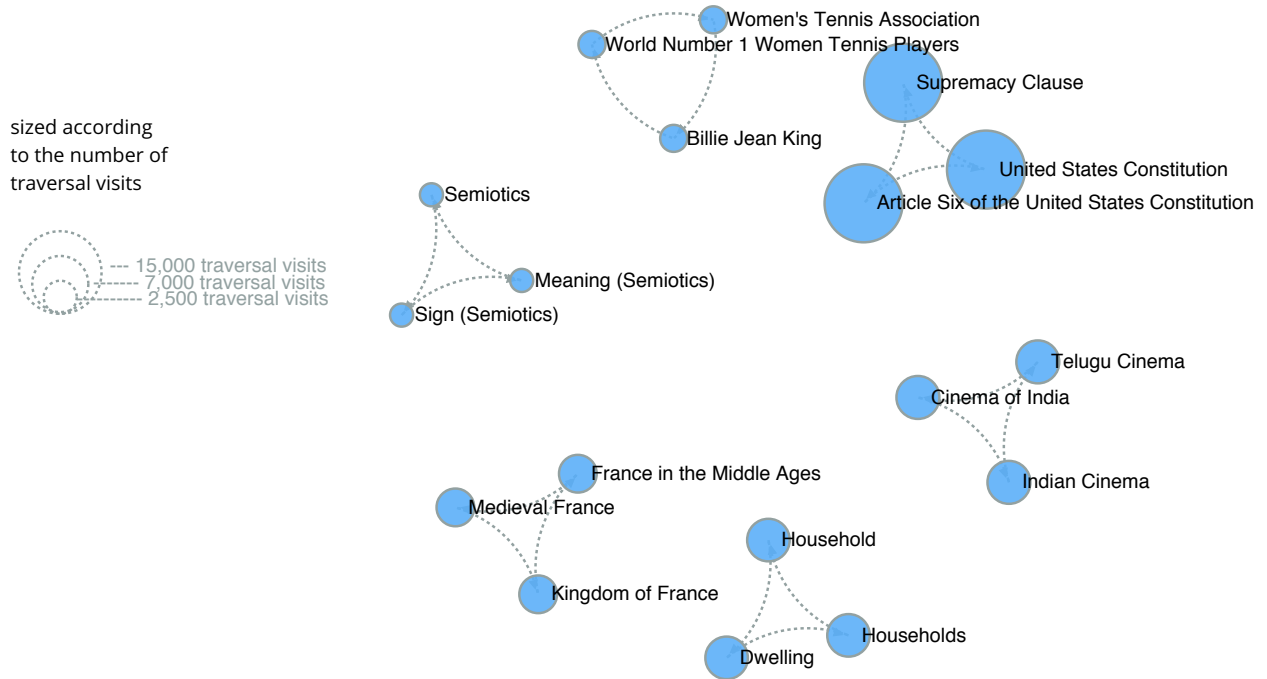 Women's Tennis Association
World Number 1 Women Tennis Players
Supremacy Clause
sized according
to the number of
traversal visits
Billie Jean King
United States Constitution
Semiotics
Article Six of the United States Constitution
15,000 traversal visits
7,000 traversal visits
2,500 traversal visits
Meaning (Semiotics)
Sign (Semiotics)
Telugu Cinema
Cinema of India
France in the Middle Ages
Indian Cinema
Medieval France
Household
Kingdom of France
Households
Dwelling